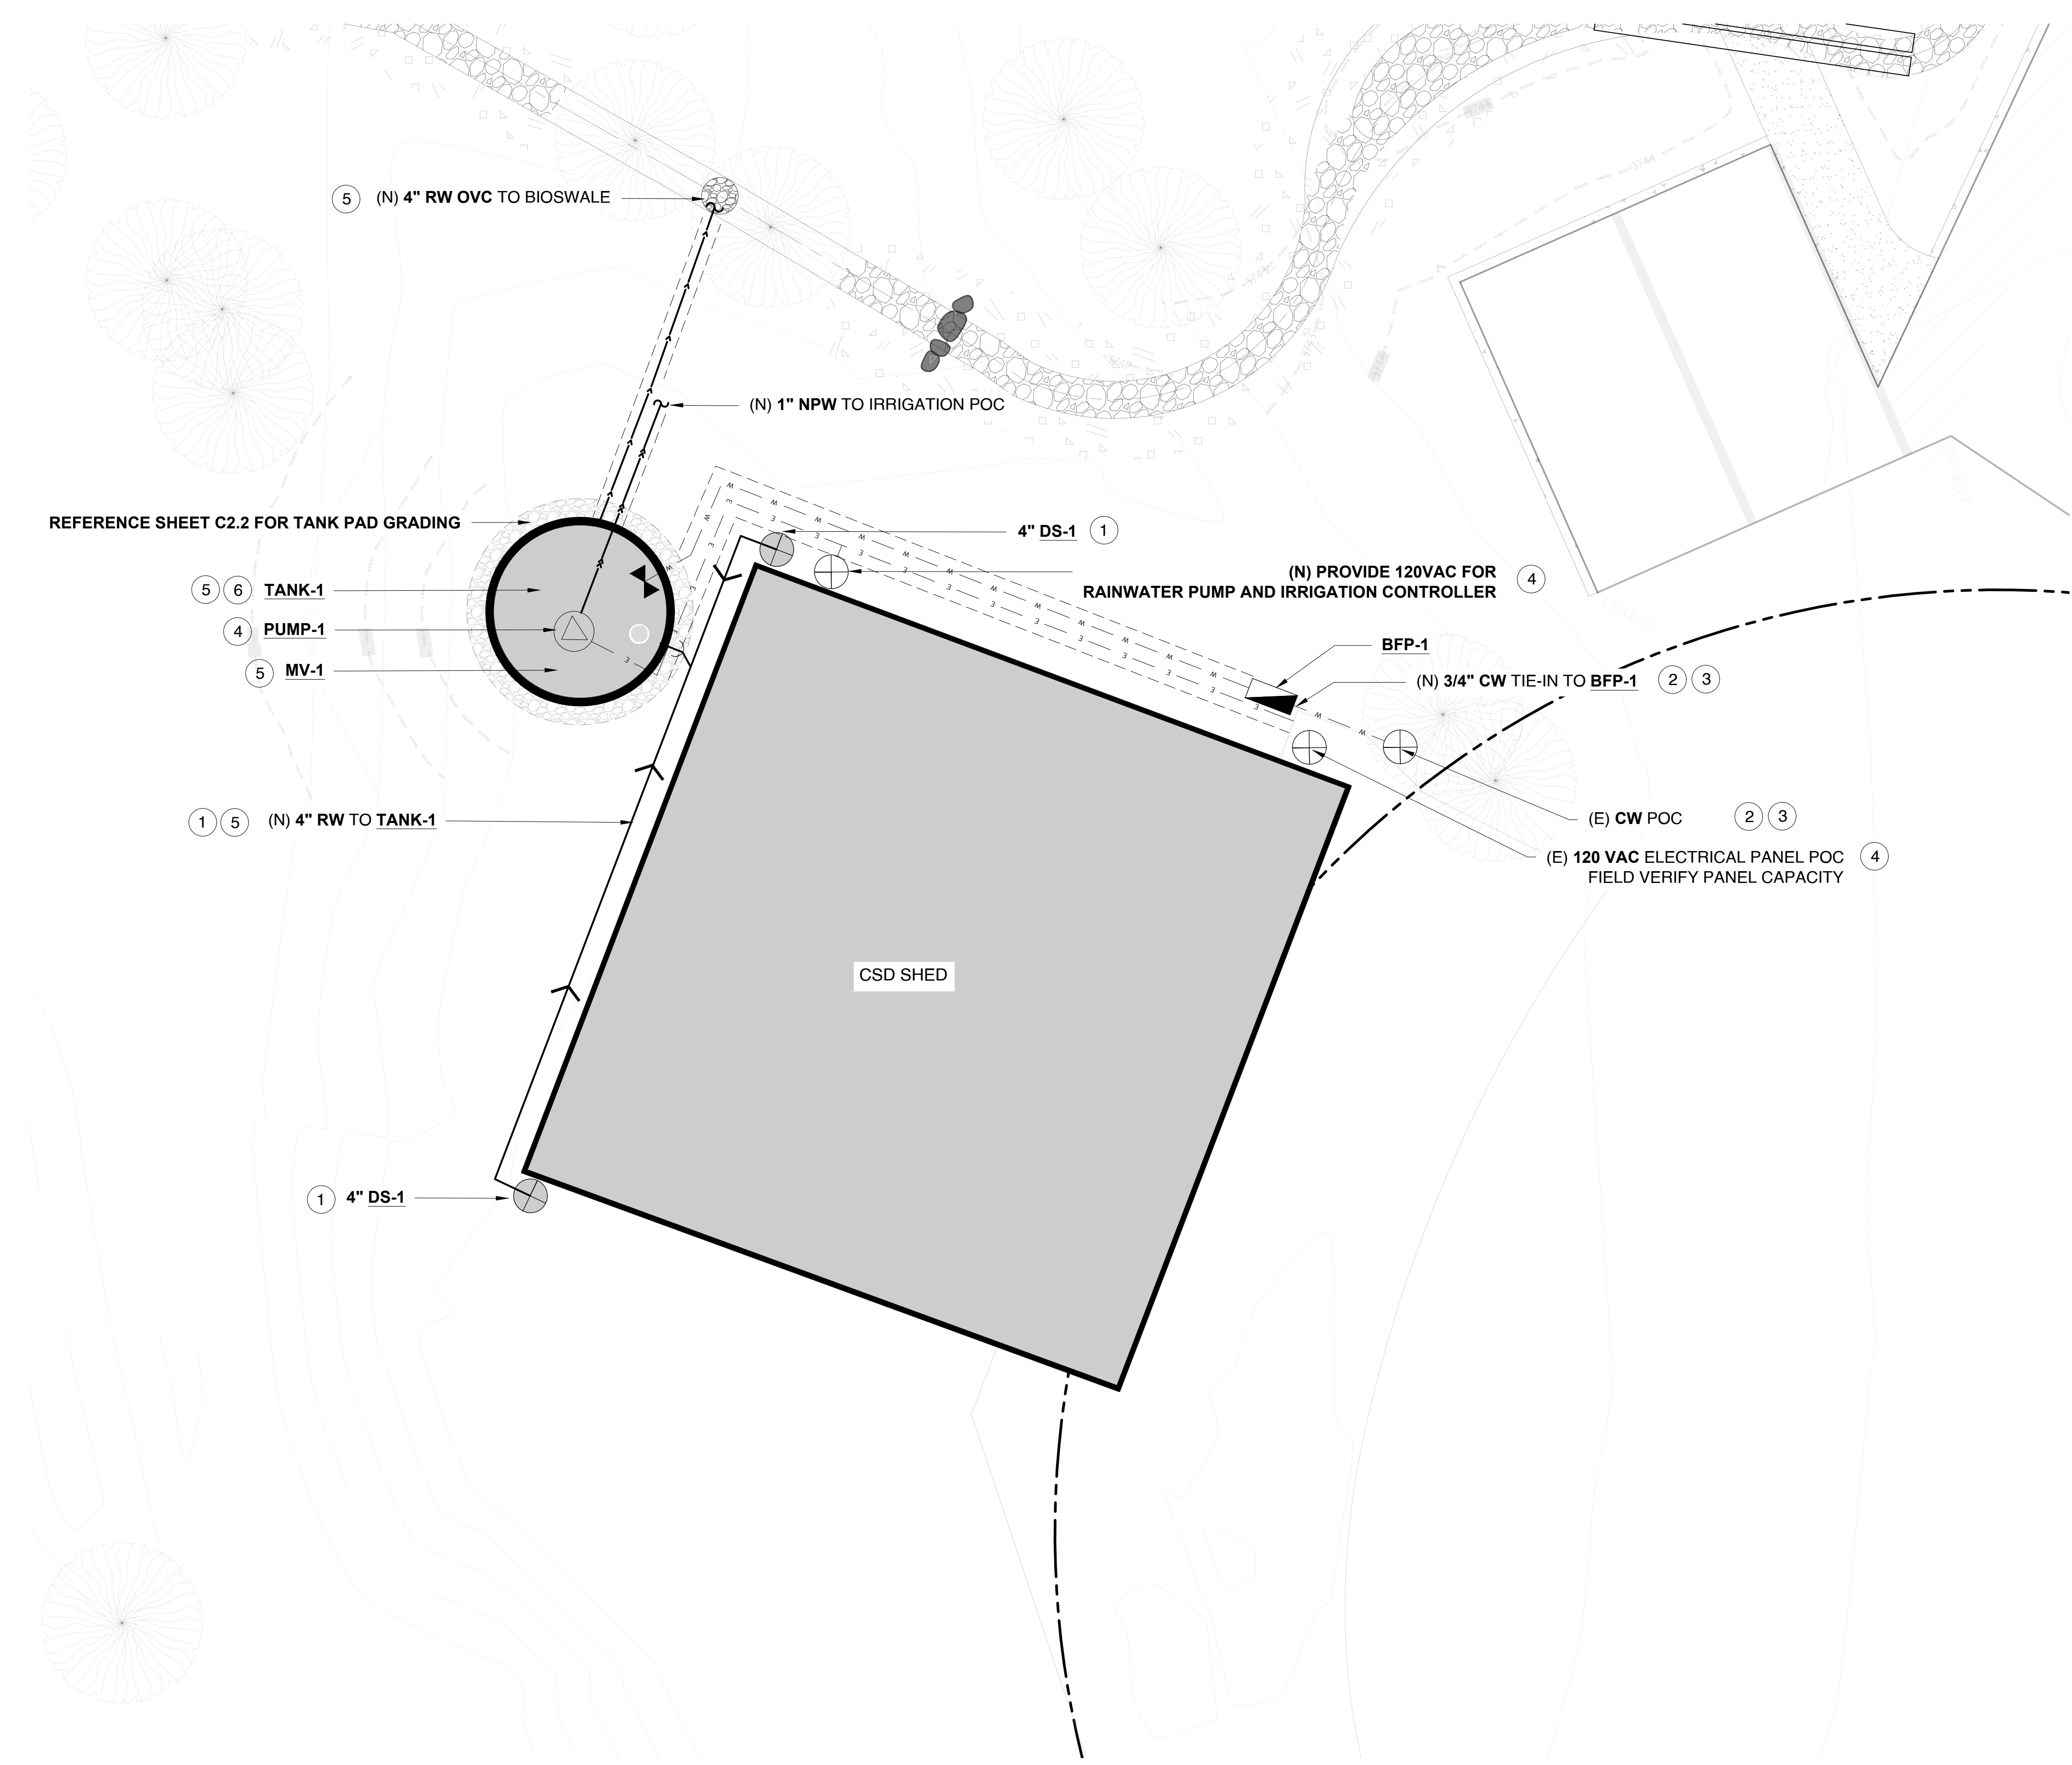 5 (N) 4" RW OVC TO BIOSWALE
(N) 1" NPW TO IRRIGATION POC
REFERENCE SHEET C2.2 FOR TANK PAD GRADING
4" DS-1 1
(N) PROVIDE 120VAC FOR
RAINWATER PUMP AND IRRIGATION CONTROLLER 4
5 6 TANK-1
4 PUMP-1
5 MV-1
BFP-1
(N) 3/4" CW TIE-IN TO BFP-1 2 3
1 5 (N) 4" RW TO TANK-1
(E) CW POC 2 3
(E) 120 VAC ELECTRICAL PANEL POC 4
FIELD VERIFY PANEL CAPACITY
CSD SHED
1 4" DS-1